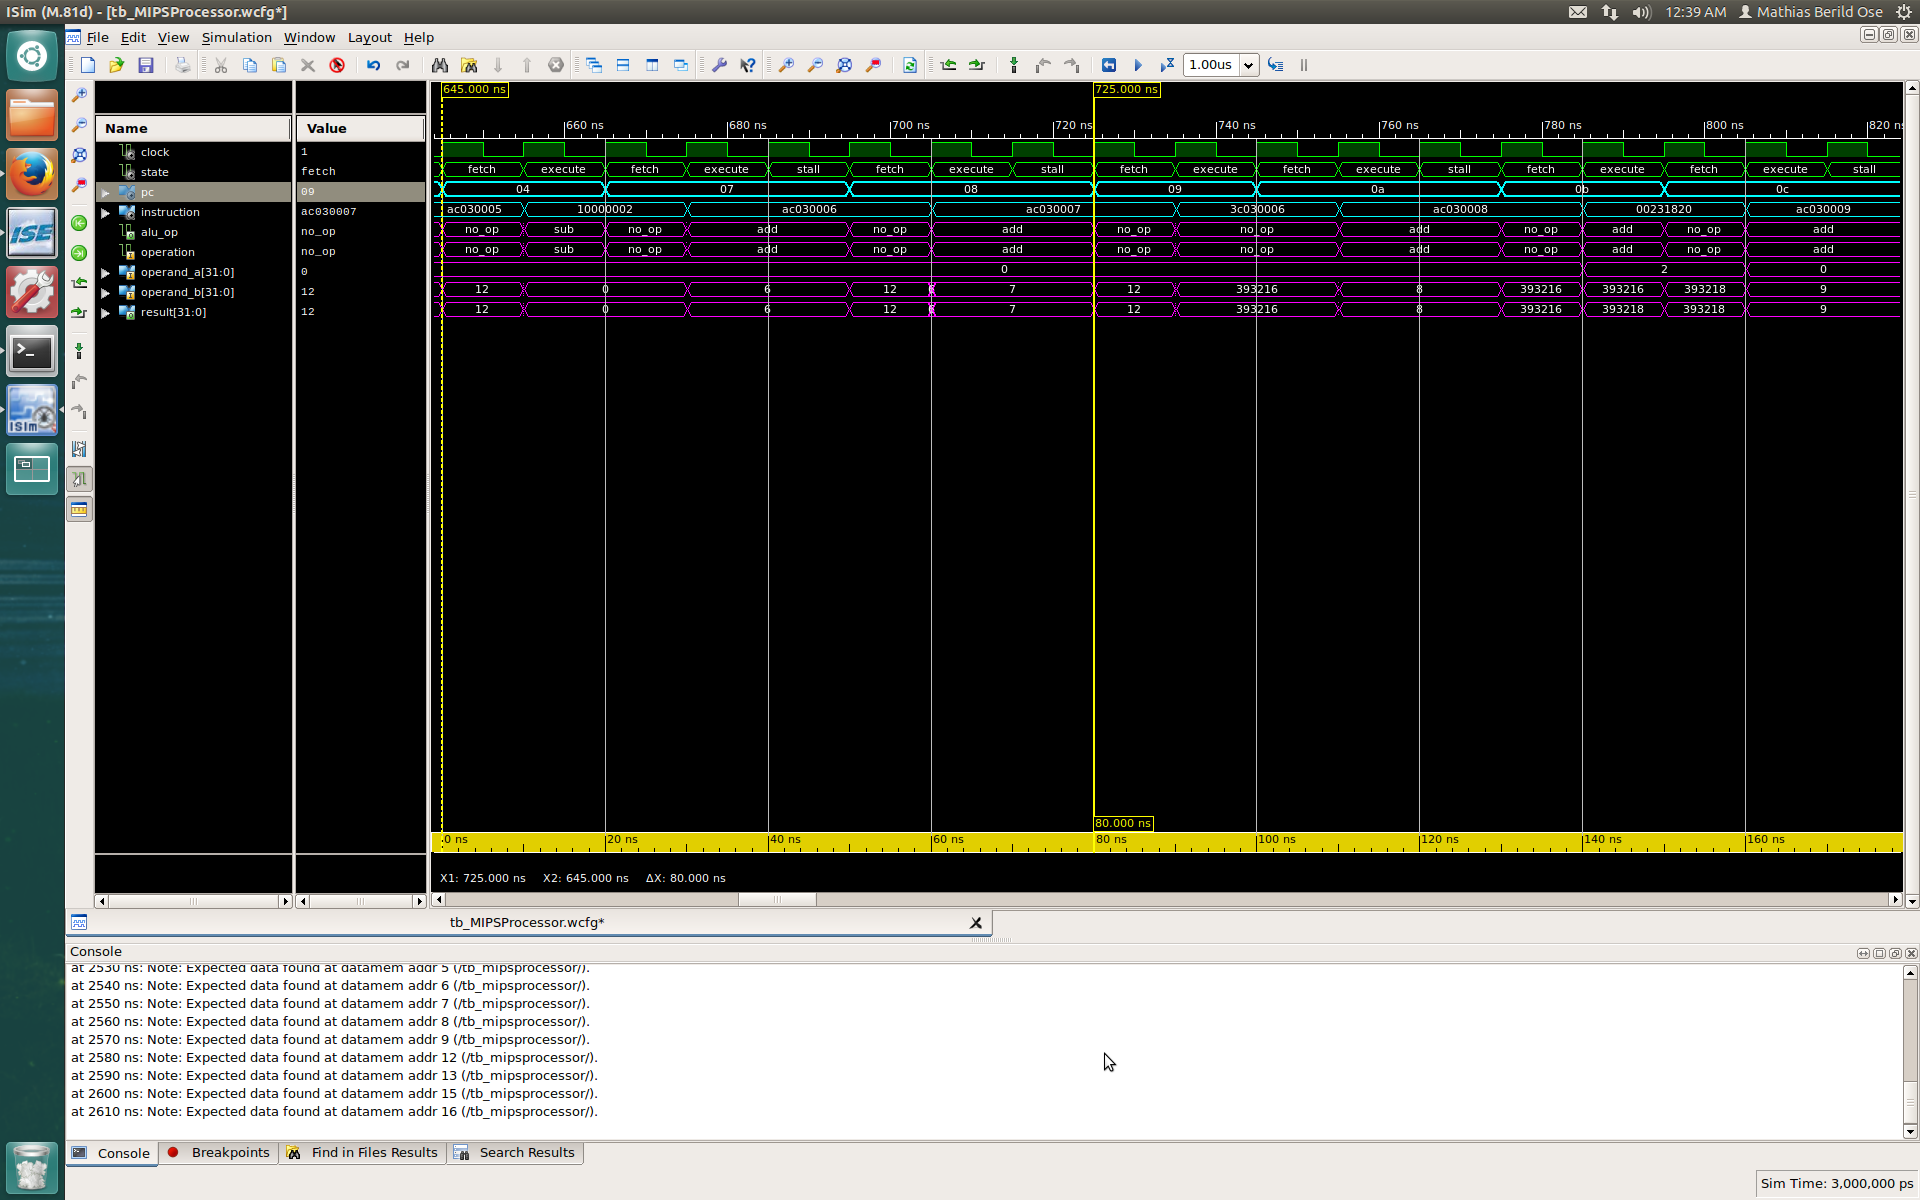 ISim (M.81d) - [tb_MIPSProcessor.wcfg*] 12:39 AM Mathias Berild Ose
File Edit View Simulation Window Layout Help
1.00us
645.000 ns 725.000 ns
660 ns 680 ns 700 ns 720 ns 740 ns 760 ns 780 ns 800 ns 820 ns
Name Value
clock 1
state fetch fetch execute fetch execute stall fetch execute stall fetch execute fetch execute stall fetch execute fetch execute stall
pc 09 04 07 08 09 0a 0b 0c
instruction ac030007 ac030005 10000002 ac030006 ac030007 3c030006 ac030008 00231820 ac030009
alu_op no_op no_op sub no_op add no_op add no_op no_op add no_op add no_op add
operation no_op no_op sub no_op add no_op add no_op no_op add no_op add no_op add
operand_a[31:0] 0 0 2 0
operand_b[31:0] 12 12 0 6 12 7 12 393216 8 393216 393216 393218 9
result[31:0] 12 12 0 6 12 7 12 393216 8 393216 393218 393218 9
80.000 ns
0 ns 20 ns 40 ns 60 ns 80 ns 100 ns 120 ns 140 ns 160 ns
X1: 725.000 ns X2: 645.000 ns ΔX: 80.000 ns
tb_MIPSProcessor.wcfg*
Console
at 2530 ns: Note: Expected data found at datamem addr 5 (/tb_mipsprocessor/).
at 2540 ns: Note: Expected data found at datamem addr 6 (/tb_mipsprocessor/).
at 2550 ns: Note: Expected data found at datamem addr 7 (/tb_mipsprocessor/).
at 2560 ns: Note: Expected data found at datamem addr 8 (/tb_mipsprocessor/).
at 2570 ns: Note: Expected data found at datamem addr 9 (/tb_mipsprocessor/).
at 2580 ns: Note: Expected data found at datamem addr 12 (/tb_mipsprocessor/).
at 2590 ns: Note: Expected data found at datamem addr 13 (/tb_mipsprocessor/).
at 2600 ns: Note: Expected data found at datamem addr 15 (/tb_mipsprocessor/).
at 2610 ns: Note: Expected data found at datamem addr 16 (/tb_mipsprocessor/).
Console Breakpoints Find in Files Results Search Results
Sim Time: 3,000,000 ps
ISE
ISim